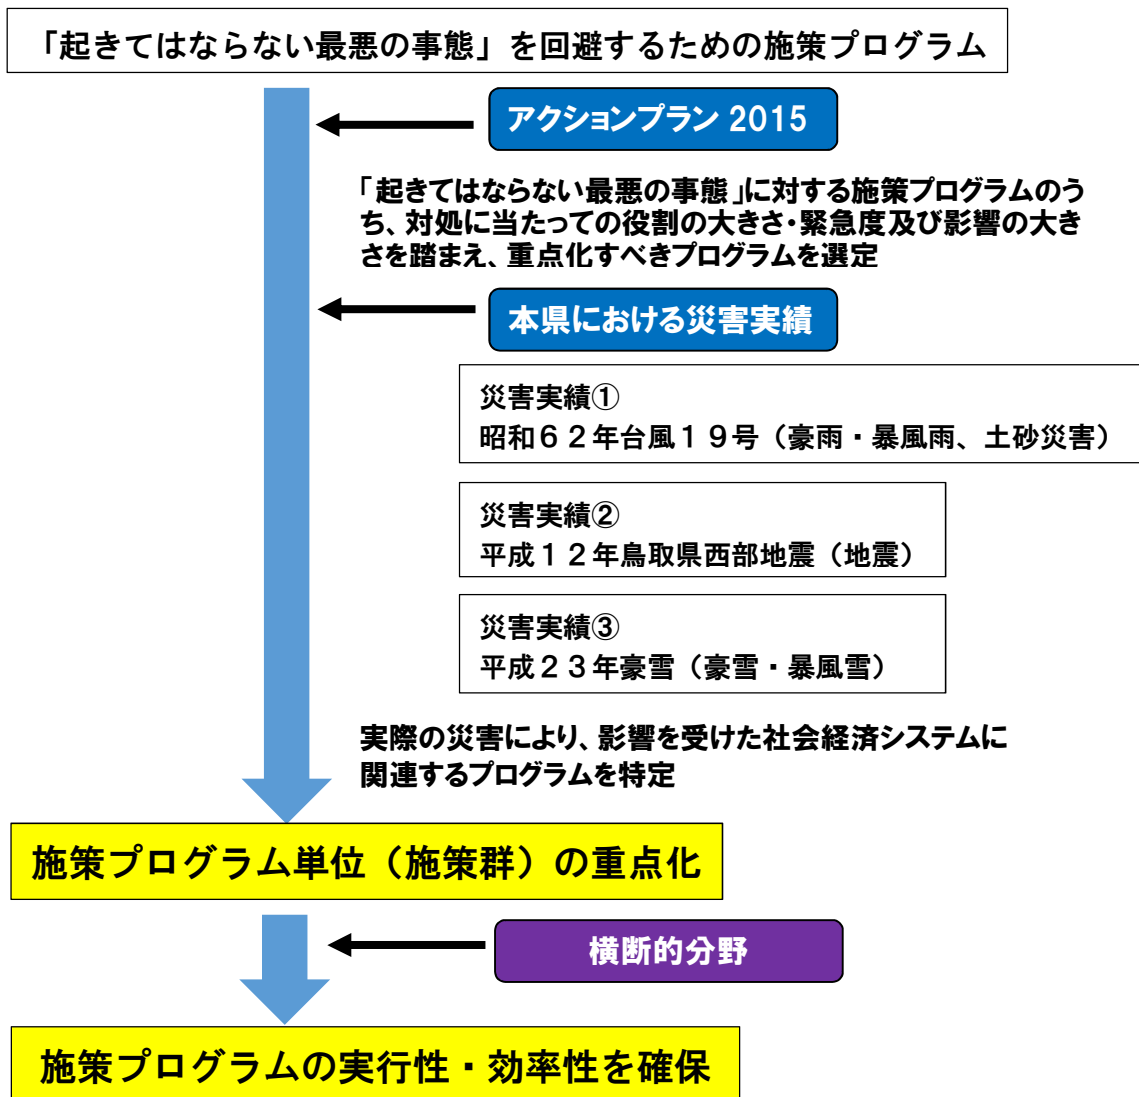 「起きてはならない最悪の事態」を回避するための施策プログラム
アクションプラン 2015
「起きてはならない最悪の事態」に対する施策プログラムのう
ち、対処に当たっての役割の大きさ・緊急度及び影響の大き
さを踏まえ、重点化すべきプログラムを選定
本県における災害実績
災害実績①
昭和６２年台風１９号（豪雨・暴風雨、土砂災害）
災害実績②
平成１２年鳥取県西部地震（地震）
災害実績③
平成２３年豪雪（豪雪・暴風雪）
実際の災害により、影響を受けた社会経済システムに
関連するプログラムを特定
施策プログラム単位（施策群）の重点化
横断的分野
施策プログラムの実行性・効率性を確保